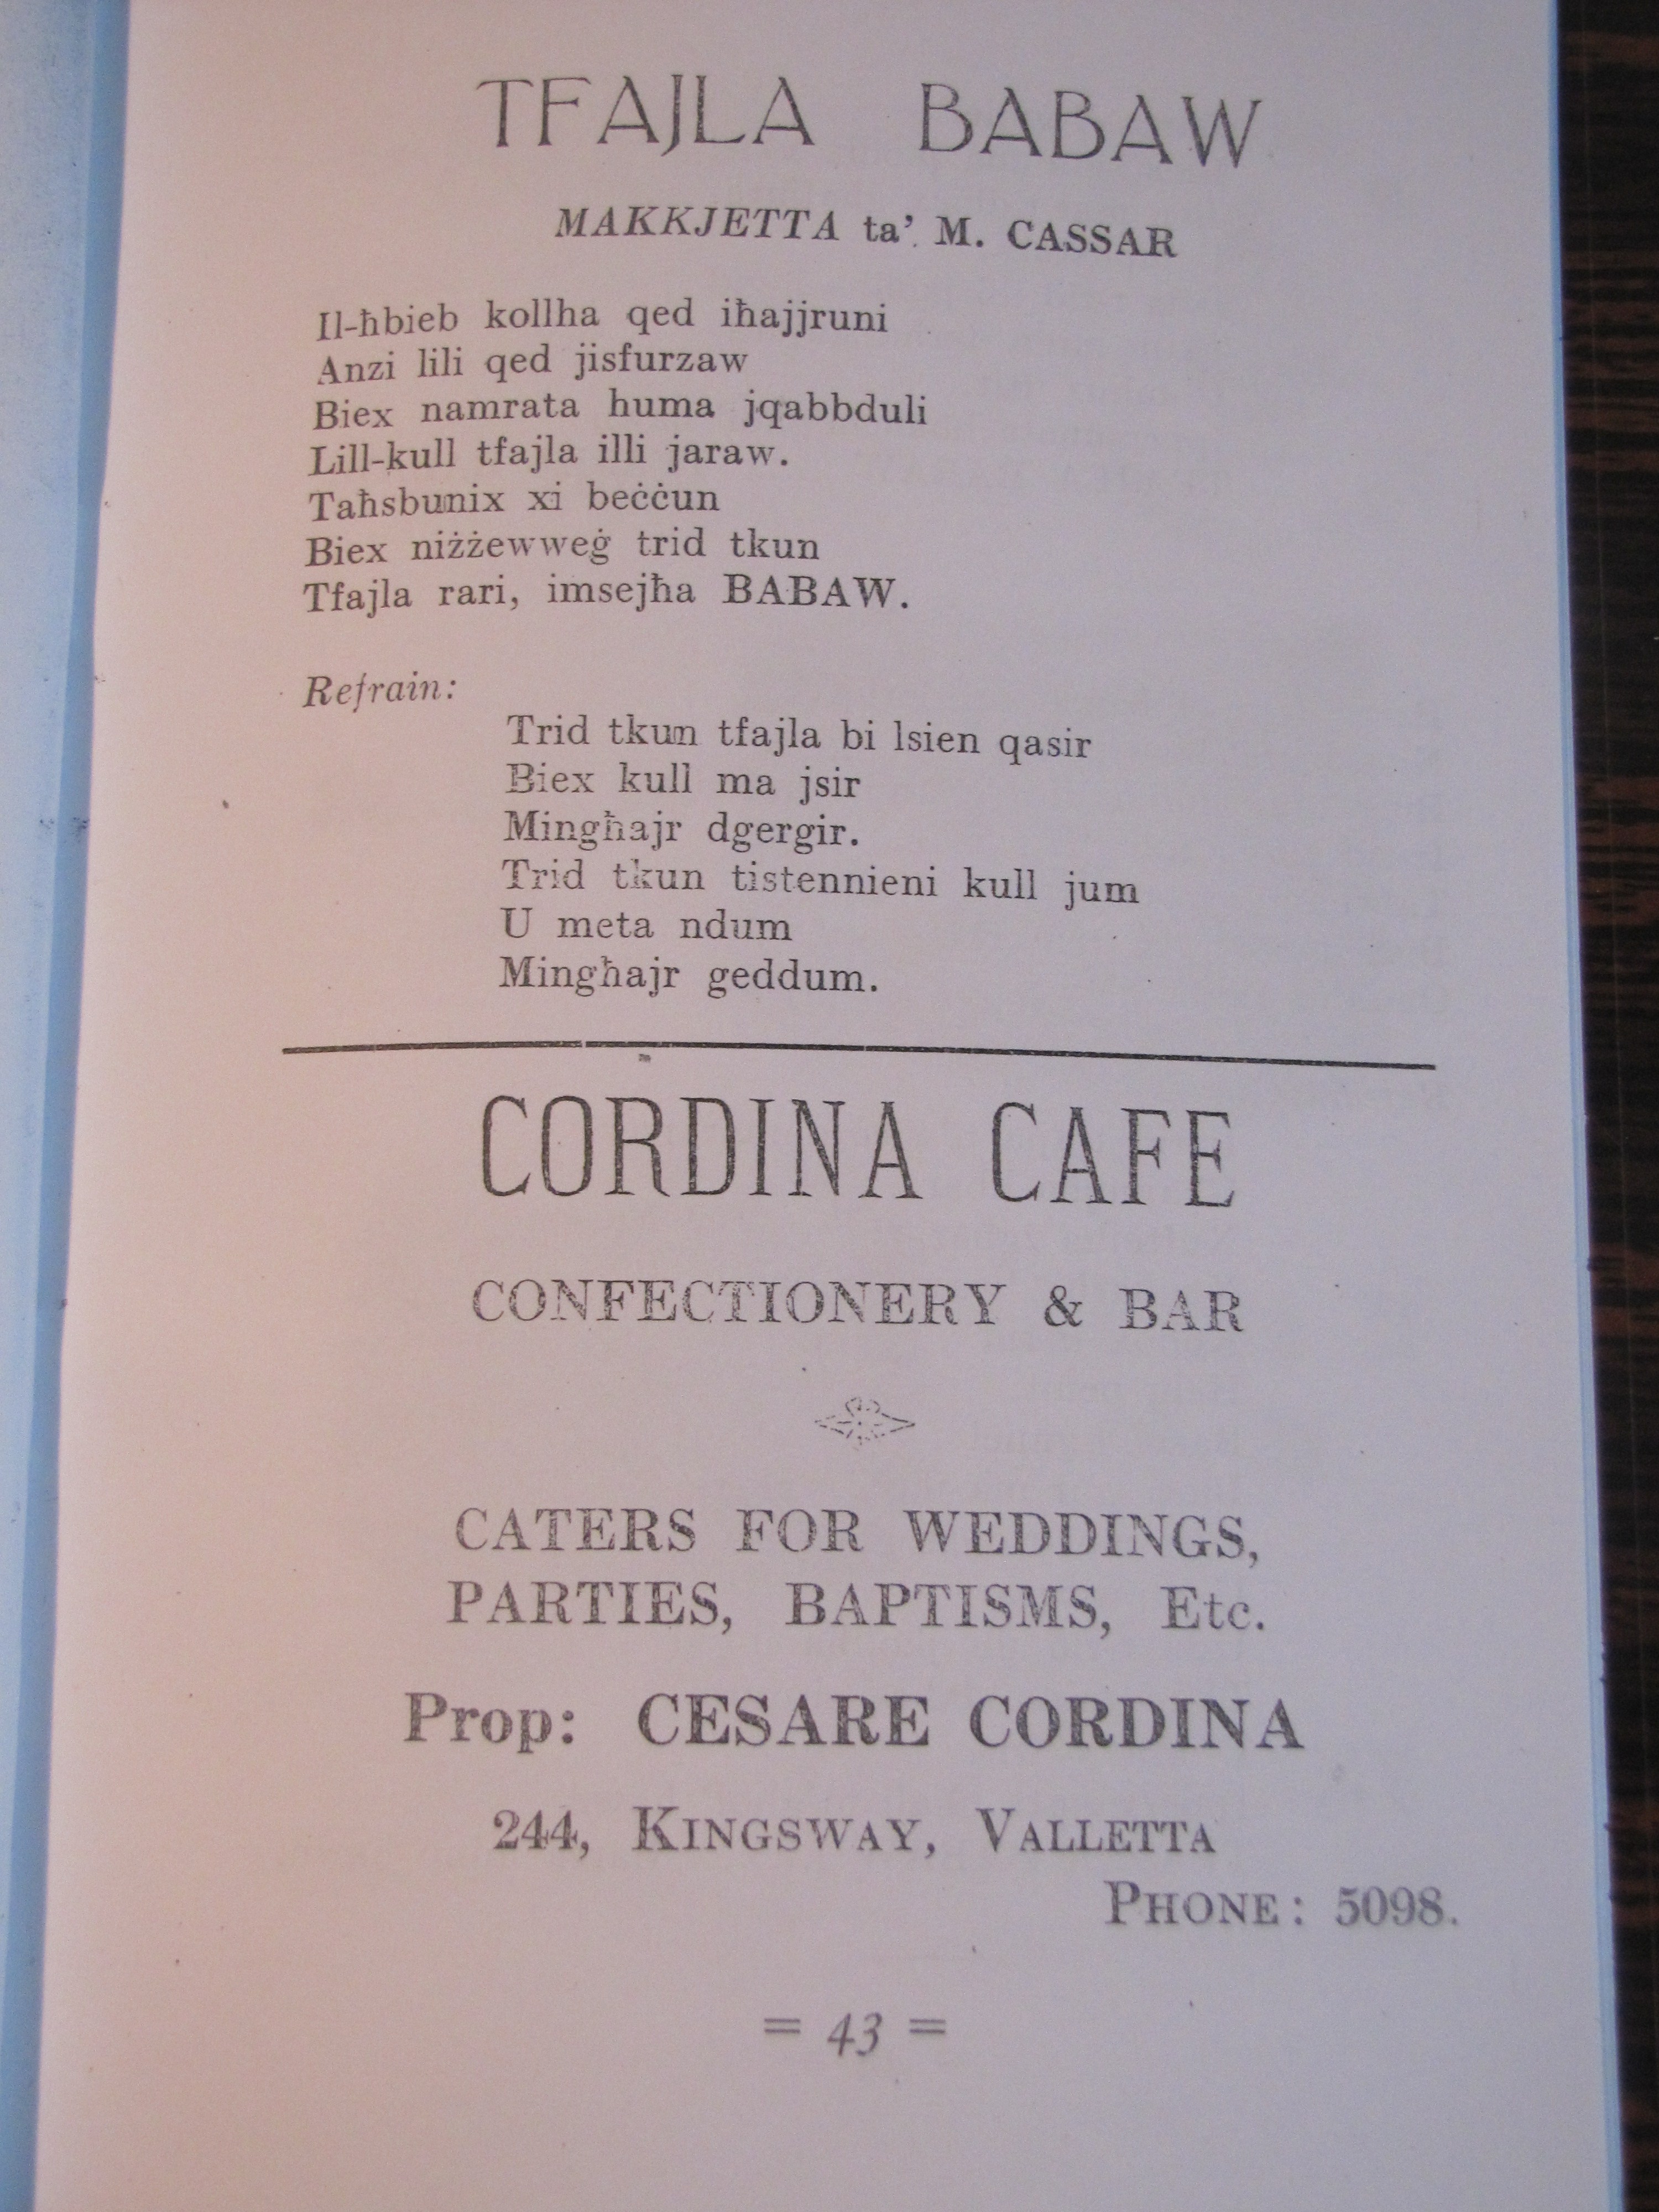 TFAJLA BABAW
MAKKJETTA ta' M. CASSAR
Il-ħbieb kollha qed iħajjruni
Anzi lili qed jisfurzaw
Biex namrata huma jqabbduli
Lill-kull tfajla illi jaraw.
Taħsbunix xi beċċun
Biex niżżewweġ trid tkun
Tfajla rari, imsejħa BABAW.
Refrain:
Trid tkun tfajla bi lsien qasir
Biex kull ma jsir
Mingħajr dgergir.
Trid tkun tistennieni kull jum
U meta ndum
Mingħajr geddum.
CORDINA CAFE
CONFECTIONERY & BAR
CATERS FOR WEDDINGS,
PARTIES, BAPTISMS, Etc.
Prop: CESARE CORDINA
244, KINGSWAY, VALLETTA
PHONE: 5098.
= 43 =